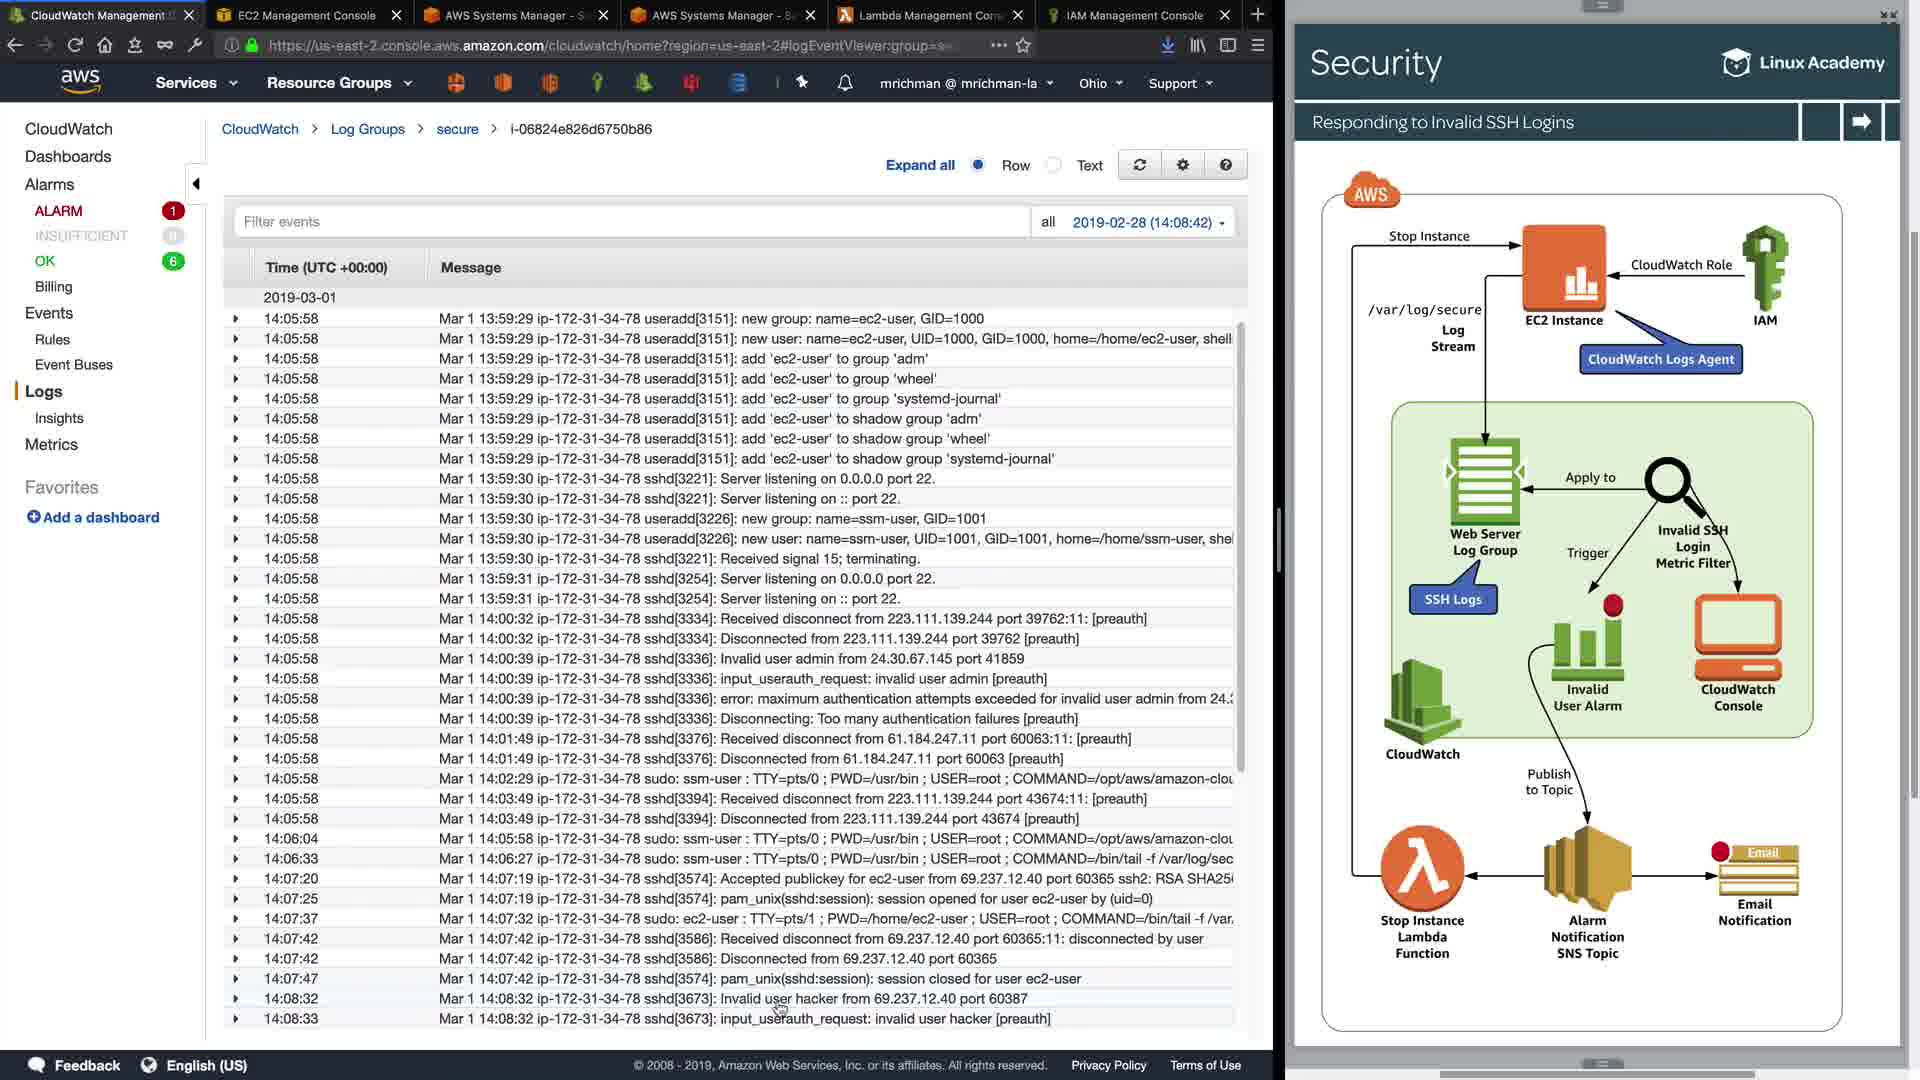 CloudWatch Management C
EC2 Management Console
AWS Systems Manager - S
AWS Systems Manager - Se
Lambda Management Con
IAM Management Console
https://us-east-2.console.aws.amazon.com/cloudwatch/home?region=us-east-2#logEventViewer:group=s
aws
Services
Resource Groups
mrichman @ mrichman-la
Ohio
Support
CloudWatch
Dashboards
Alarms
ALARM 1
INSUFFICIENT 0
OK 6
Billing
Events
Rules
Event Buses
Logs
Insights
Metrics
Favorites
Add a dashboard
CloudWatch > Log Groups > secure > i-06824e826d6750b86
Expand all Row Text
Filter events
all 2019-02-28 (14:08:42)
Time (UTC +00:00) Message
2019-03-01
14:05:58 Mar 1 13:59:29 ip-172-31-34-78 useradd[3151]: new group: name=ec2-user, GID=1000
14:05:58 Mar 1 13:59:29 ip-172-31-34-78 useradd[3151]: new user: name=ec2-user, UID=1000, GID=1000, home=/home/ec2-user, shell
14:05:58 Mar 1 13:59:29 ip-172-31-34-78 useradd[3151]: add 'ec2-user' to group 'adm'
14:05:58 Mar 1 13:59:29 ip-172-31-34-78 useradd[3151]: add 'ec2-user' to group 'wheel'
14:05:58 Mar 1 13:59:29 ip-172-31-34-78 useradd[3151]: add 'ec2-user' to group 'systemd-journal'
14:05:58 Mar 1 13:59:29 ip-172-31-34-78 useradd[3151]: add 'ec2-user' to shadow group 'adm'
14:05:58 Mar 1 13:59:29 ip-172-31-34-78 useradd[3151]: add 'ec2-user' to shadow group 'wheel'
14:05:58 Mar 1 13:59:29 ip-172-31-34-78 useradd[3151]: add 'ec2-user' to shadow group 'systemd-journal'
14:05:58 Mar 1 13:59:30 ip-172-31-34-78 sshd[3221]: Server listening on 0.0.0.0 port 22.
14:05:58 Mar 1 13:59:30 ip-172-31-34-78 sshd[3221]: Server listening on :: port 22.
14:05:58 Mar 1 13:59:30 ip-172-31-34-78 useradd[3226]: new group: name=ssm-user, GID=1001
14:05:58 Mar 1 13:59:30 ip-172-31-34-78 useradd[3226]: new user: name=ssm-user, UID=1001, GID=1001, home=/home/ssm-user, she
14:05:58 Mar 1 13:59:30 ip-172-31-34-78 sshd[3221]: Received signal 15; terminating.
14:05:58 Mar 1 13:59:31 ip-172-31-34-78 sshd[3254]: Server listening on 0.0.0.0 port 22.
14:05:58 Mar 1 13:59:31 ip-172-31-34-78 sshd[3254]: Server listening on :: port 22.
14:05:58 Mar 1 14:00:32 ip-172-31-34-78 sshd[3334]: Received disconnect from 223.111.139.244 port 39762:11: [preauth]
14:05:58 Mar 1 14:00:32 ip-172-31-34-78 sshd[3334]: Disconnected from 223.111.139.244 port 39762 [preauth]
14:05:58 Mar 1 14:00:39 ip-172-31-34-78 sshd[3336]: Invalid user admin from 24.30.67.145 port 41859
14:05:58 Mar 1 14:00:39 ip-172-31-34-78 sshd[3336]: input_userauth_request: invalid user admin [preauth]
14:05:58 Mar 1 14:00:39 ip-172-31-34-78 sshd[3336]: error: maximum authentication attempts exceeded for invalid user admin from 24.3
14:05:58 Mar 1 14:00:39 ip-172-31-34-78 sshd[3336]: Disconnecting: Too many authentication failures [preauth]
14:05:58 Mar 1 14:01:49 ip-172-31-34-78 sshd[3376]: Received disconnect from 61.184.247.11 port 60063:11: [preauth]
14:05:58 Mar 1 14:01:49 ip-172-31-34-78 sshd[3376]: Disconnected from 61.184.247.11 port 60063 [preauth]
14:05:58 Mar 1 14:02:29 ip-172-31-34-78 sudo: ssm-user : TTY=pts/0 ; PWD=/usr/bin ; USER=root ; COMMAND=/opt/aws/amazon-clou
14:05:58 Mar 1 14:03:49 ip-172-31-34-78 sshd[3394]: Received disconnect from 223.111.139.244 port 43674:11: [preauth]
14:05:58 Mar 1 14:03:49 ip-172-31-34-78 sshd[3394]: Disconnected from 223.111.139.244 port 43674 [preauth]
14:06:04 Mar 1 14:05:58 ip-172-31-34-78 sudo: ssm-user : TTY=pts/0 ; PWD=/usr/bin ; USER=root ; COMMAND=/opt/aws/amazon-clou
14:06:33 Mar 1 14:06:27 ip-172-31-34-78 sudo: ssm-user : TTY=pts/0 ; PWD=/usr/bin ; USER=root ; COMMAND=/bin/tail -f /var/log/sec
14:07:20 Mar 1 14:07:19 ip-172-31-34-78 sshd[3574]: Accepted publickey for ec2-user from 69.237.12.40 port 60365 ssh2: RSA SHA25
14:07:25 Mar 1 14:07:19 ip-172-31-34-78 sshd[3574]: pam_unix(sshd:session): session opened for user ec2-user by (uid=0)
14:07:37 Mar 1 14:07:32 ip-172-31-34-78 sudo: ec2-user : TTY=pts/1 ; PWD=/home/ec2-user ; USER=root ; COMMAND=/bin/tail -f /var/
14:07:42 Mar 1 14:07:42 ip-172-31-34-78 sshd[3586]: Received disconnect from 69.237.12.40 port 60365:11: disconnected by user
14:07:42 Mar 1 14:07:42 ip-172-31-34-78 sshd[3586]: Disconnected from 69.237.12.40 port 60365
14:07:47 Mar 1 14:07:42 ip-172-31-34-78 sshd[3574]: pam_unix(sshd:session): session closed for user ec2-user
14:08:32 Mar 1 14:08:32 ip-172-31-34-78 sshd[3673]: Invalid user hacker from 69.237.12.40 port 60387
14:08:33 Mar 1 14:08:32 ip-172-31-34-78 sshd[3673]: input_userauth_request: invalid user hacker [preauth]
Feedback
English (US)
© 2008 - 2019, Amazon Web Services, Inc. or its affiliates. All rights reserved.
Privacy Policy
Terms of Use
Security
Linux Academy
Responding to Invalid SSH Logins
AWS
Stop Instance
CloudWatch Role
/var/log/secure
Log
Stream
EC2 Instance
IAM
CloudWatch Logs Agent
Apply to
Web Server
Log Group
Invalid SSH
Login
Metric Filter
Trigger
SSH Logs
Invalid
User Alarm
CloudWatch
Console
CloudWatch
Publish
to Topic
Email
Stop Instance
Lambda
Function
Alarm
Notification
SNS Topic
Email
Notification